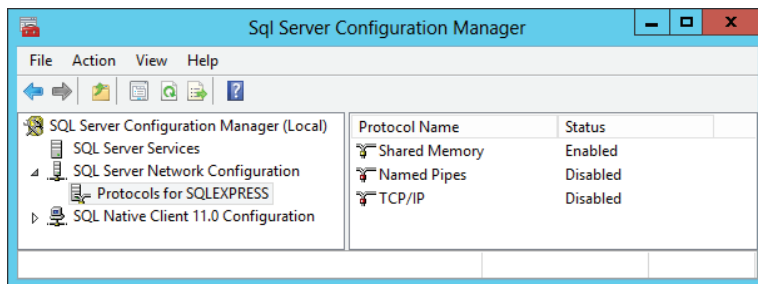 Sql Server Configuration Manager
File Action View Help
SQL Server Configuration Manager (Local)
SQL Server Services
SQL Server Network Configuration
Protocols for SQLEXPRESS
SQL Native Client 11.0 Configuration
Protocol Name Status
Shared Memory Enabled
Named Pipes Disabled
TCP/IP Disabled